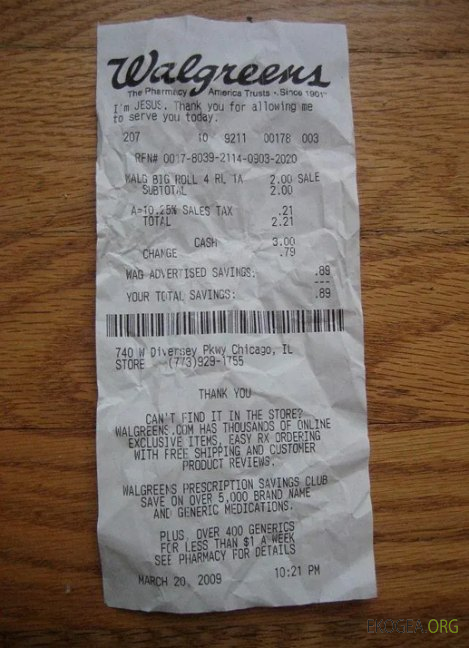 Walgreens
The Pharmacy America Trusts • Since 1901
I'm JESUS. Thank you for allowing me
to serve you today.
207 10 9211 00178 003
RFN# 0017-8039-2114-0903-2020
WALG BIG ROLL 4 RL 1A 2.00 SALE
SUBTOTAL 2.00
A=10.25% SALES TAX .21
TOTAL 2.21
CASH 3.00
CHANGE .79
WAG ADVERTISED SAVINGS: .89
---
YOUR TOTAL SAVINGS: .89
740 W Diversey Pkwy Chicago, IL
STORE (773)929-1755
THANK YOU
CAN'T FIND IT IN THE STORE?
WALGREENS.COM HAS THOUSANDS OF ONLINE
EXCLUSIVE ITEMS, EASY RX ORDERING
WITH FREE SHIPPING AND CUSTOMER
PRODUCT REVIEWS.
WALGREENS PRESCRIPTION SAVINGS CLUB
SAVE ON OVER 5,000 BRAND NAME
AND GENERIC MEDICATIONS.
PLUS, OVER 400 GENERICS
FOR LESS THAN $1 A WEEK
SEE PHARMACY FOR DETAILS
MARCH 20, 2009 10:21 PM
EKOGEA.ORG